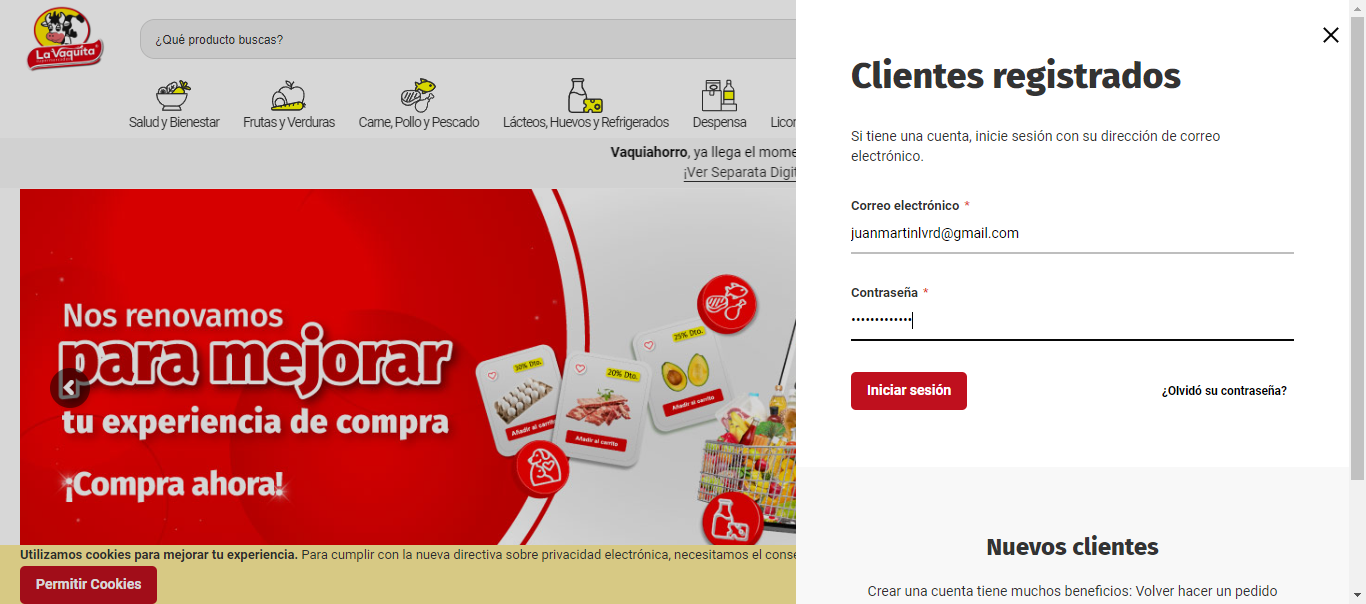 La Vaquita
supermercados
¿Qué producto buscas?
Salud y Bienestar
Frutas y Verduras
Carne, Pollo y Pescado
Lácteos, Huevos y Refrigerados
Despensa
Licor
Vaquiahorro, ya llega el mome
¡Ver Separata Digit
Nos renovamos
para mejorar
tu experiencia de compra
¡Compra ahora!
30% Dto.
Añadir al carrito
20% Dto.
Añadir al carrito
25% Dto.
Añadir al carrito
Utilizamos cookies para mejorar tu experiencia. Para cumplir con la nueva directiva sobre privacidad electrónica, necesitamos el conse
Permitir Cookies
Clientes registrados
Si tiene una cuenta, inicie sesión con su dirección de correo
electrónico.
Correo electrónico *
juanmartinlvrd@gmail.com
Contraseña *
•••••••••••••
Iniciar sesión
¿Olvidó su contraseña?
Nuevos clientes
Crear una cuenta tiene muchos beneficios: Volver hacer un pedido